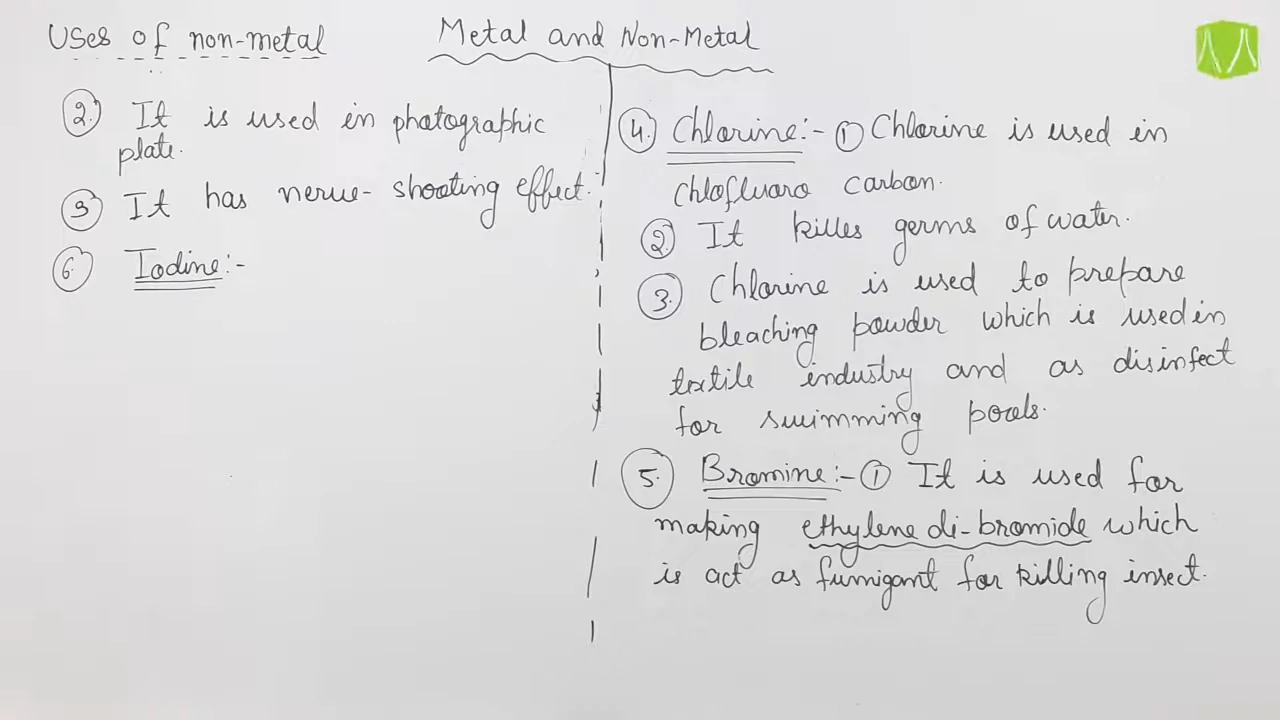 Uses of non-metal
Metal and Non-Metal
2. It is used in photographic
plate.
3 It has nerve-shooting effect.
6. Iodine:-
4. Chlorine:- 1 Chlorine is used in
chlofluoro carbon.
2. It killes germs of water.
3. Chlorine is used to prepare
bleaching powder which is used in
textile industry and as disinfect
for swimming pools.
5. Bromine:- 1 It is used for
making ethylene di-bromide which
is act as fumigant for killing insect.